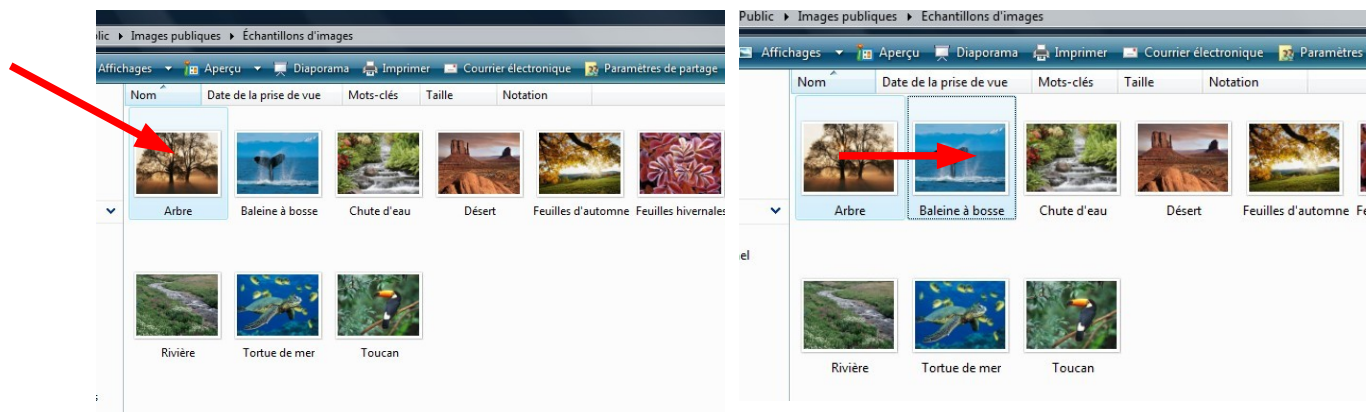 lic ▸ Images publiques ▸ Échantillons d'images
Affichages Aperçu Diaporama Imprimer Courrier électronique Paramètres de partage
Nom Date de la prise de vue Mots-clés Taille Notation
Arbre Baleine à bosse Chute d'eau Désert Feuilles d'automne Feuilles hivernales
Rivière Tortue de mer Toucan
s
Public ▸ Images publiques ▸ Echantillons d'images
Affichages Aperçu Diaporama Imprimer Courrier électronique Paramètres
Nom Date de la prise de vue Mots-clés Taille Notation
Arbre Baleine à bosse Chute d'eau Désert Feuilles d'automne Fe
el
Rivière Tortue de mer Toucan